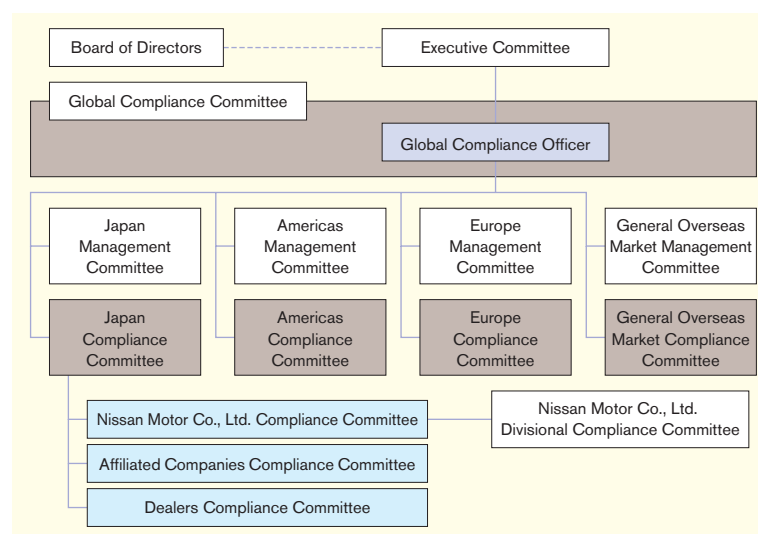 Board of Directors
Executive Committee
Global Compliance Committee
Global Compliance Officer
Japan
Management
Committee
Americas
Management
Committee
Europe
Management
Committee
General Overseas
Market Management
Committee
Japan
Compliance
Committee
Americas
Compliance
Committee
Europe
Compliance
Committee
General Overseas
Market Compliance
Committee
Nissan Motor Co., Ltd. Compliance Committee
Nissan Motor Co., Ltd.
Divisional Compliance Committee
Affiliated Companies Compliance Committee
Dealers Compliance Committee